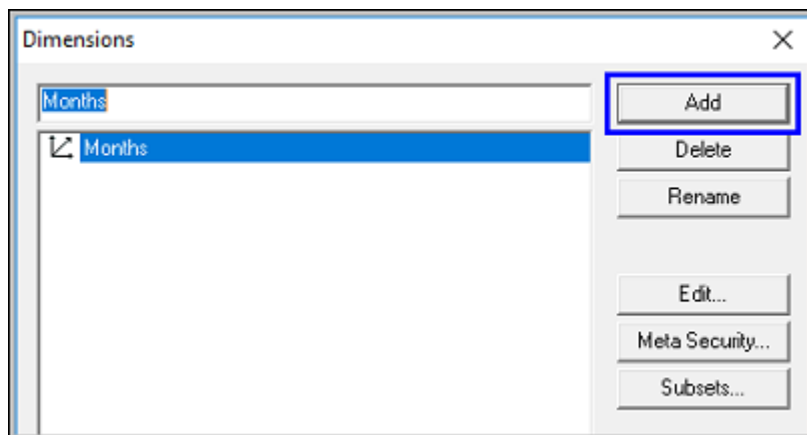 Dimensions
Months
Add
Months
Delete
Rename
Edit...
Meta Security...
Subsets...